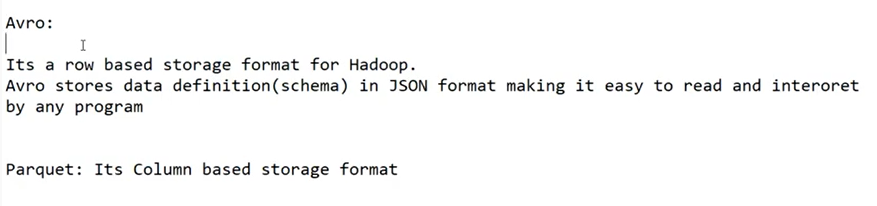 Avro:
Its a row based storage format for Hadoop.
Avro stores data definition(schema) in JSON format making it easy to read and interoret
by any program
Parquet: Its Column based storage format